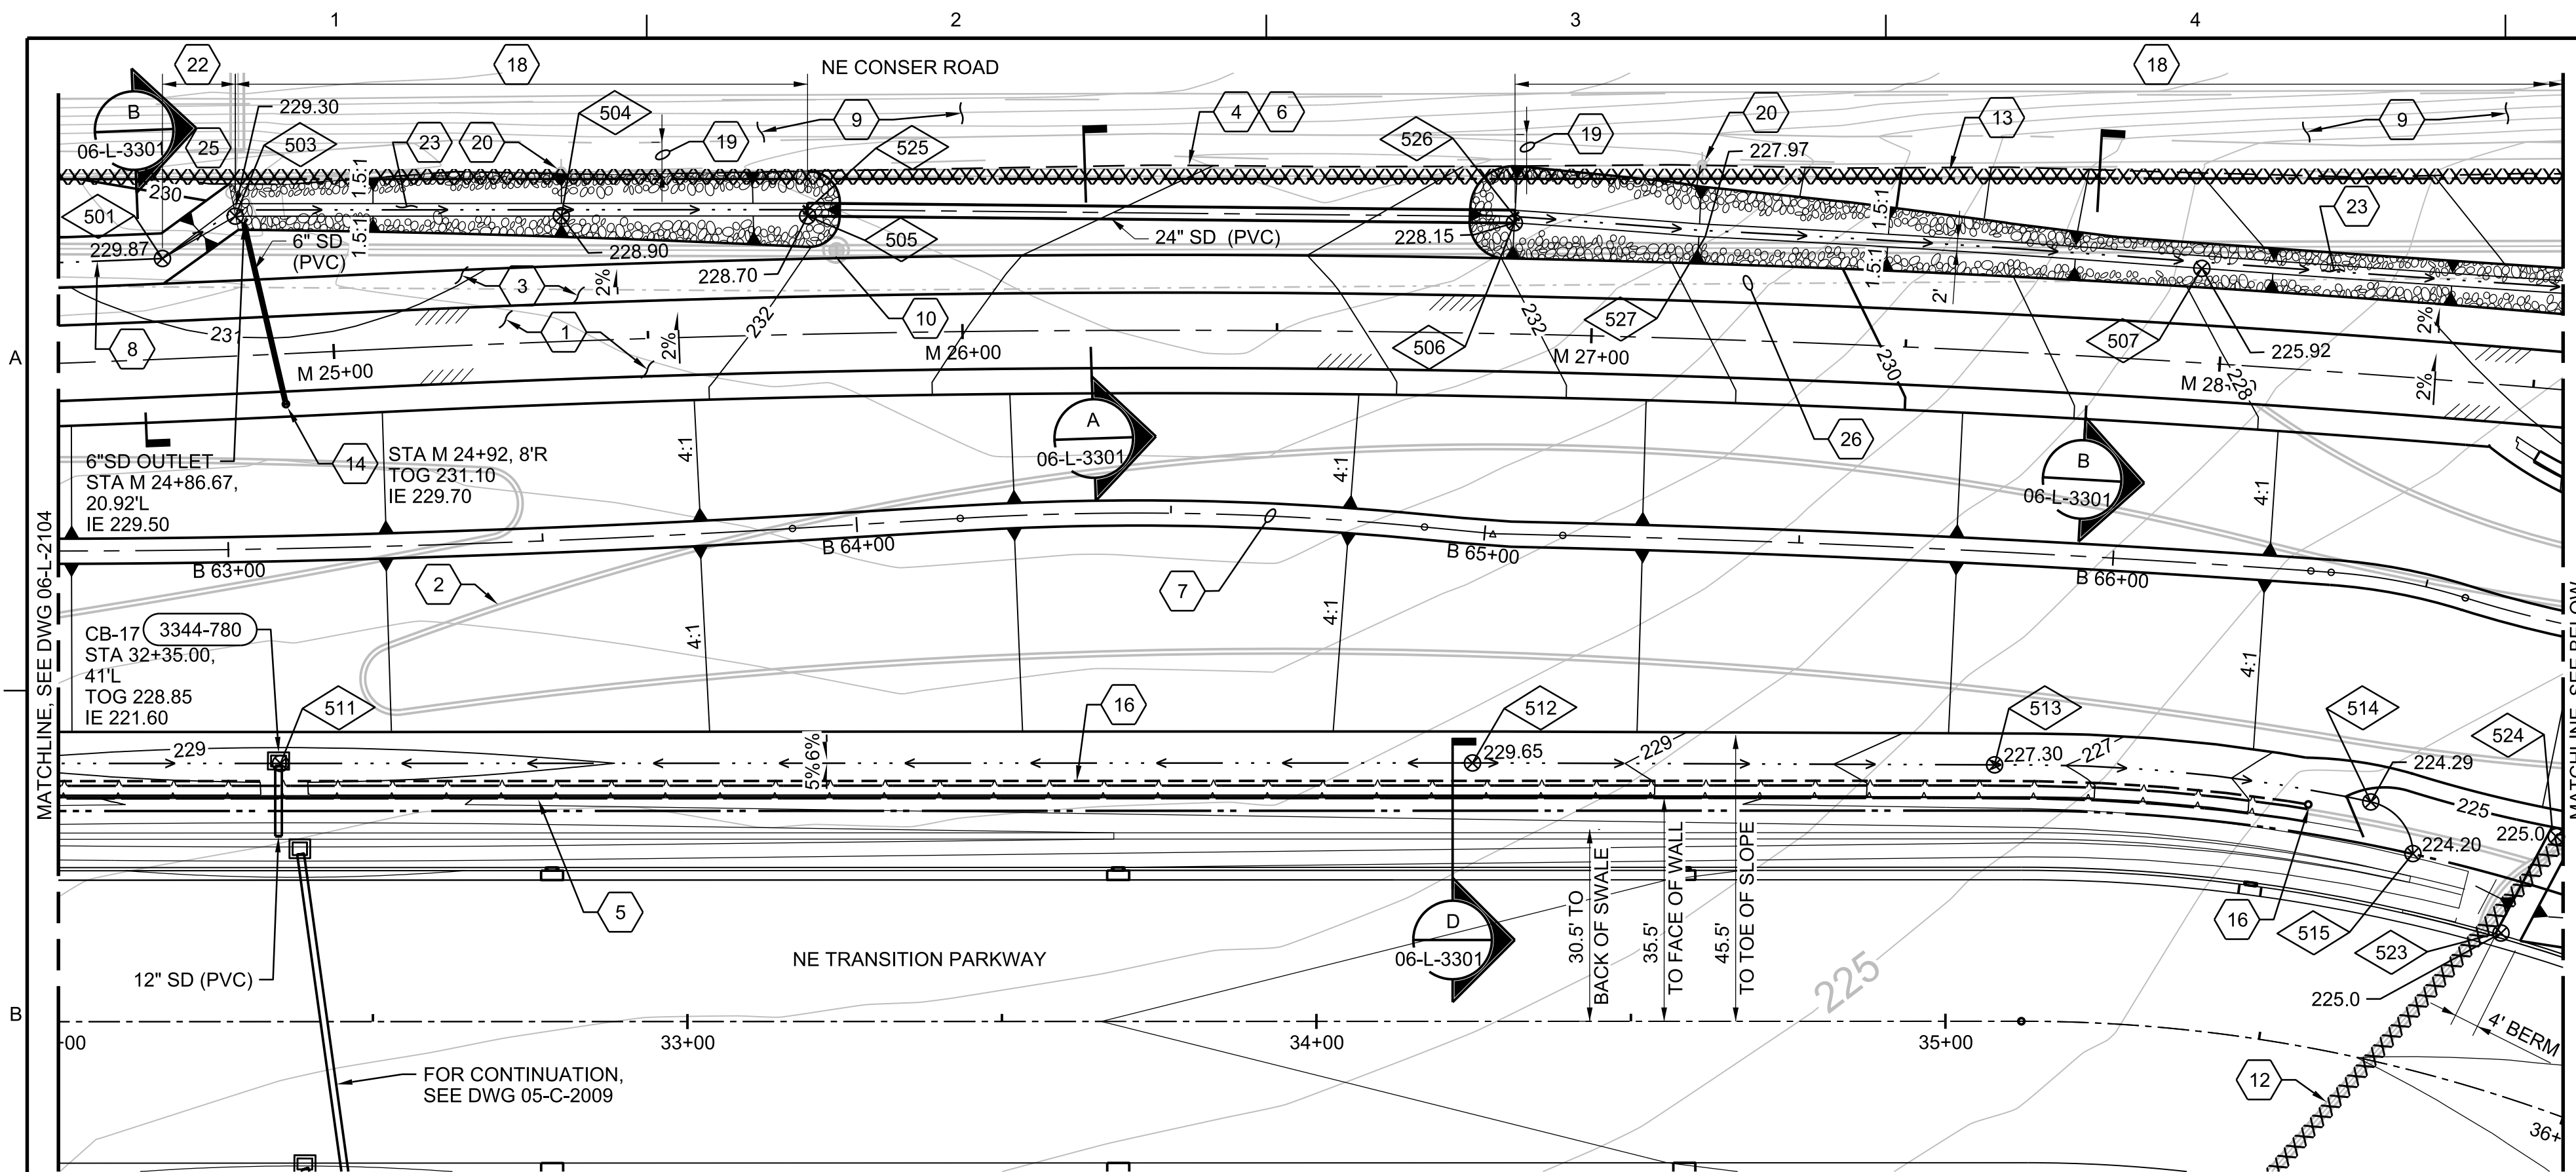 1
2
3
4
22
18
NE CONSER ROAD
18
B
06-L-3301
25
229.30
503
23
20
504
19
9
525
4
6
526
19
20
227.97
13
9
230
1.5:1
1.5:1
501
229.87
6" SD
(PVC)
228.90
228.70
505
24" SD (PVC)
228.15
1.5:1
1.5:1
2'
23
3
2%
8
231
1
2%
232
10
M 25+00
M 26+00
506
232
527
M 27+00
230
507
225.92
2%
2%
M 28+00
228
A
A
06-L-3301
26
B
06-L-3301
6"SD OUTLET
STA M 24+86.67,
20.92'L
IE 229.50
14
STA M 24+92, 8'R
TOG 231.10
IE 229.70
4:1
4:1
4:1
B 63+00
B 64+00
B 65+00
B 66+00
2
7
MATCHLINE, SEE DWG 06-L-2104
MATCHLINE, SEE BELOW
CB-17
3344-780
STA 32+35.00,
41'L
TOG 228.85
IE 221.60
4:1
4:1
4:1
511
16
512
513
514
524
229
5%
6%
229.65
229
227.30
227
224.29
225
225.0
224.20
5
16
515
523
225.0
12" SD (PVC)
NE TRANSITION PARKWAY
D
06-L-3301
30.5' TO
BACK OF SWALE
35.5'
TO FACE OF WALL
45.5'
TO TOE OF SLOPE
225
B
4' BERM
+00
33+00
34+00
35+00
36+
FOR CONTINUATION,
SEE DWG 05-C-2009
12